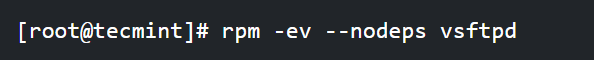 [root@tecmint]# rpm -ev --nodeps vsftpd